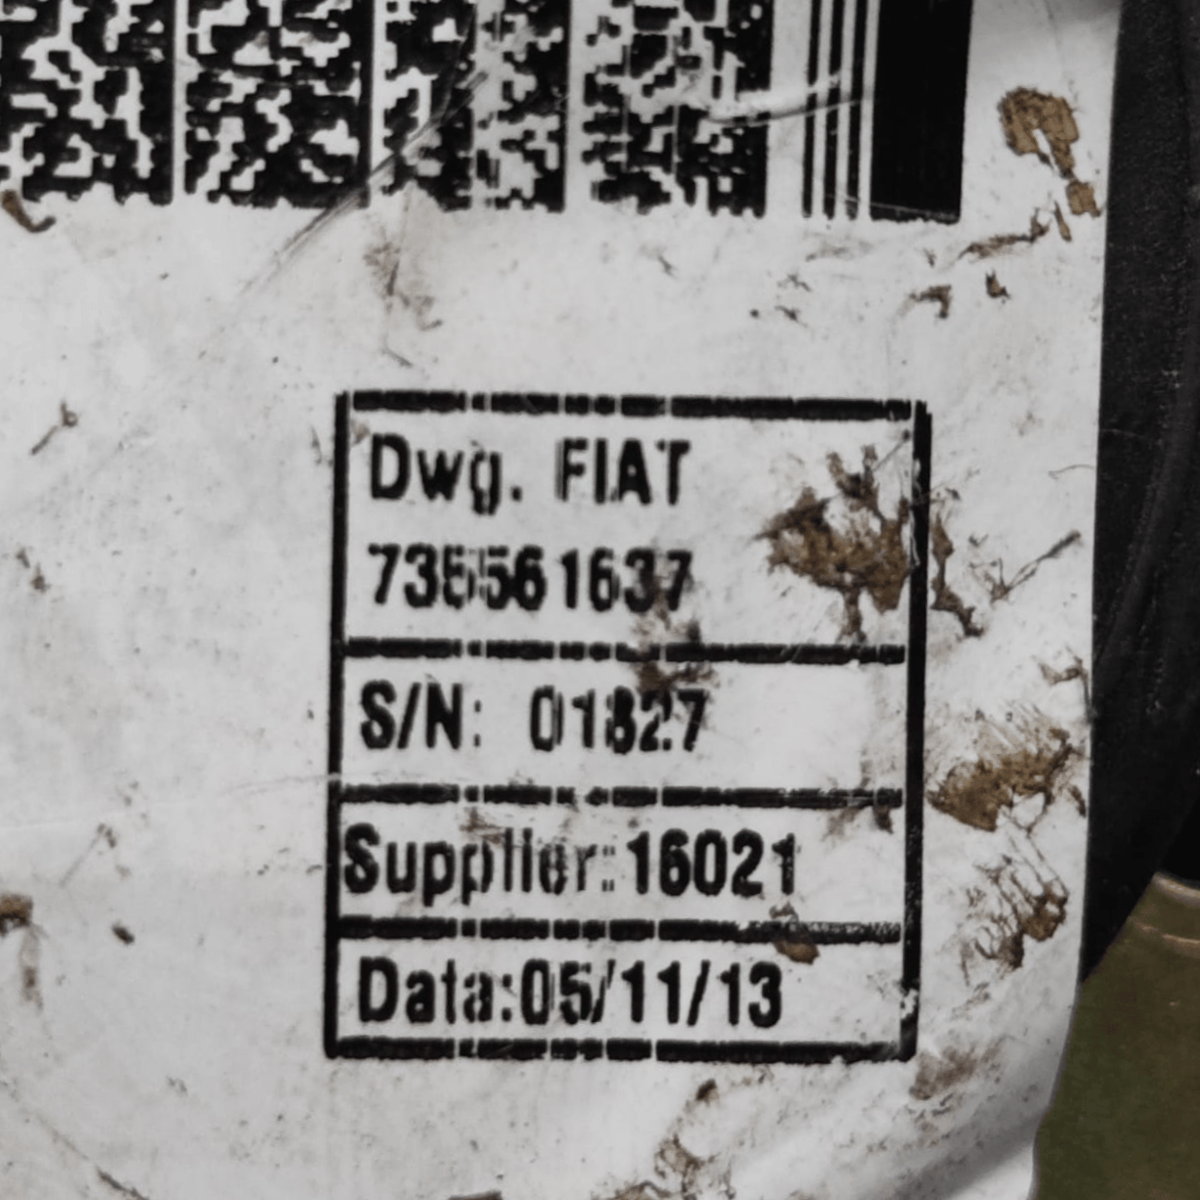 Dwg. FIAT
735561637
S/N: 01827
Supplier:16021
Data:05/11/13